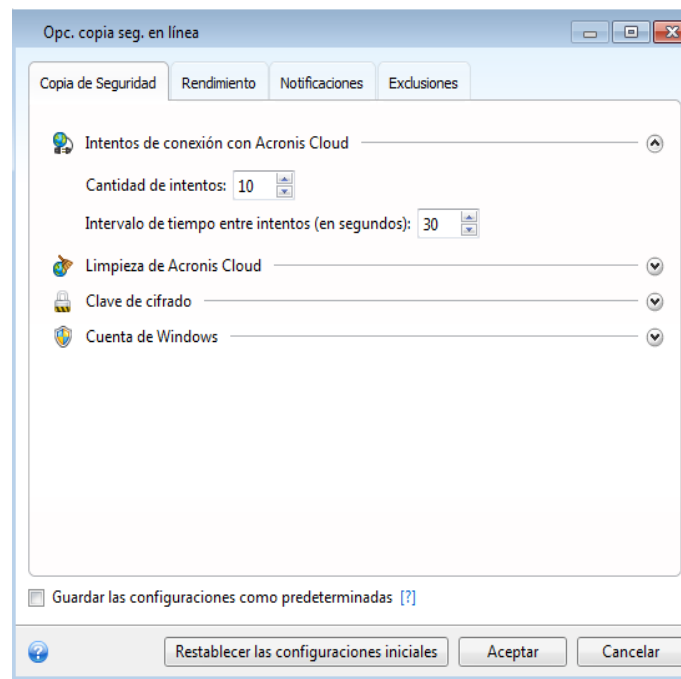 Opc. copia seg. en línea
Copia de Seguridad Rendimiento Notificaciones Exclusiones
Intentos de conexión con Acronis Cloud
Cantidad de intentos: 10
Intervalo de tiempo entre intentos (en segundos): 30
Limpieza de Acronis Cloud
Clave de cifrado
Cuenta de Windows
Guardar las configuraciones como predeterminadas [?]
Restablecer las configuraciones iniciales Aceptar Cancelar